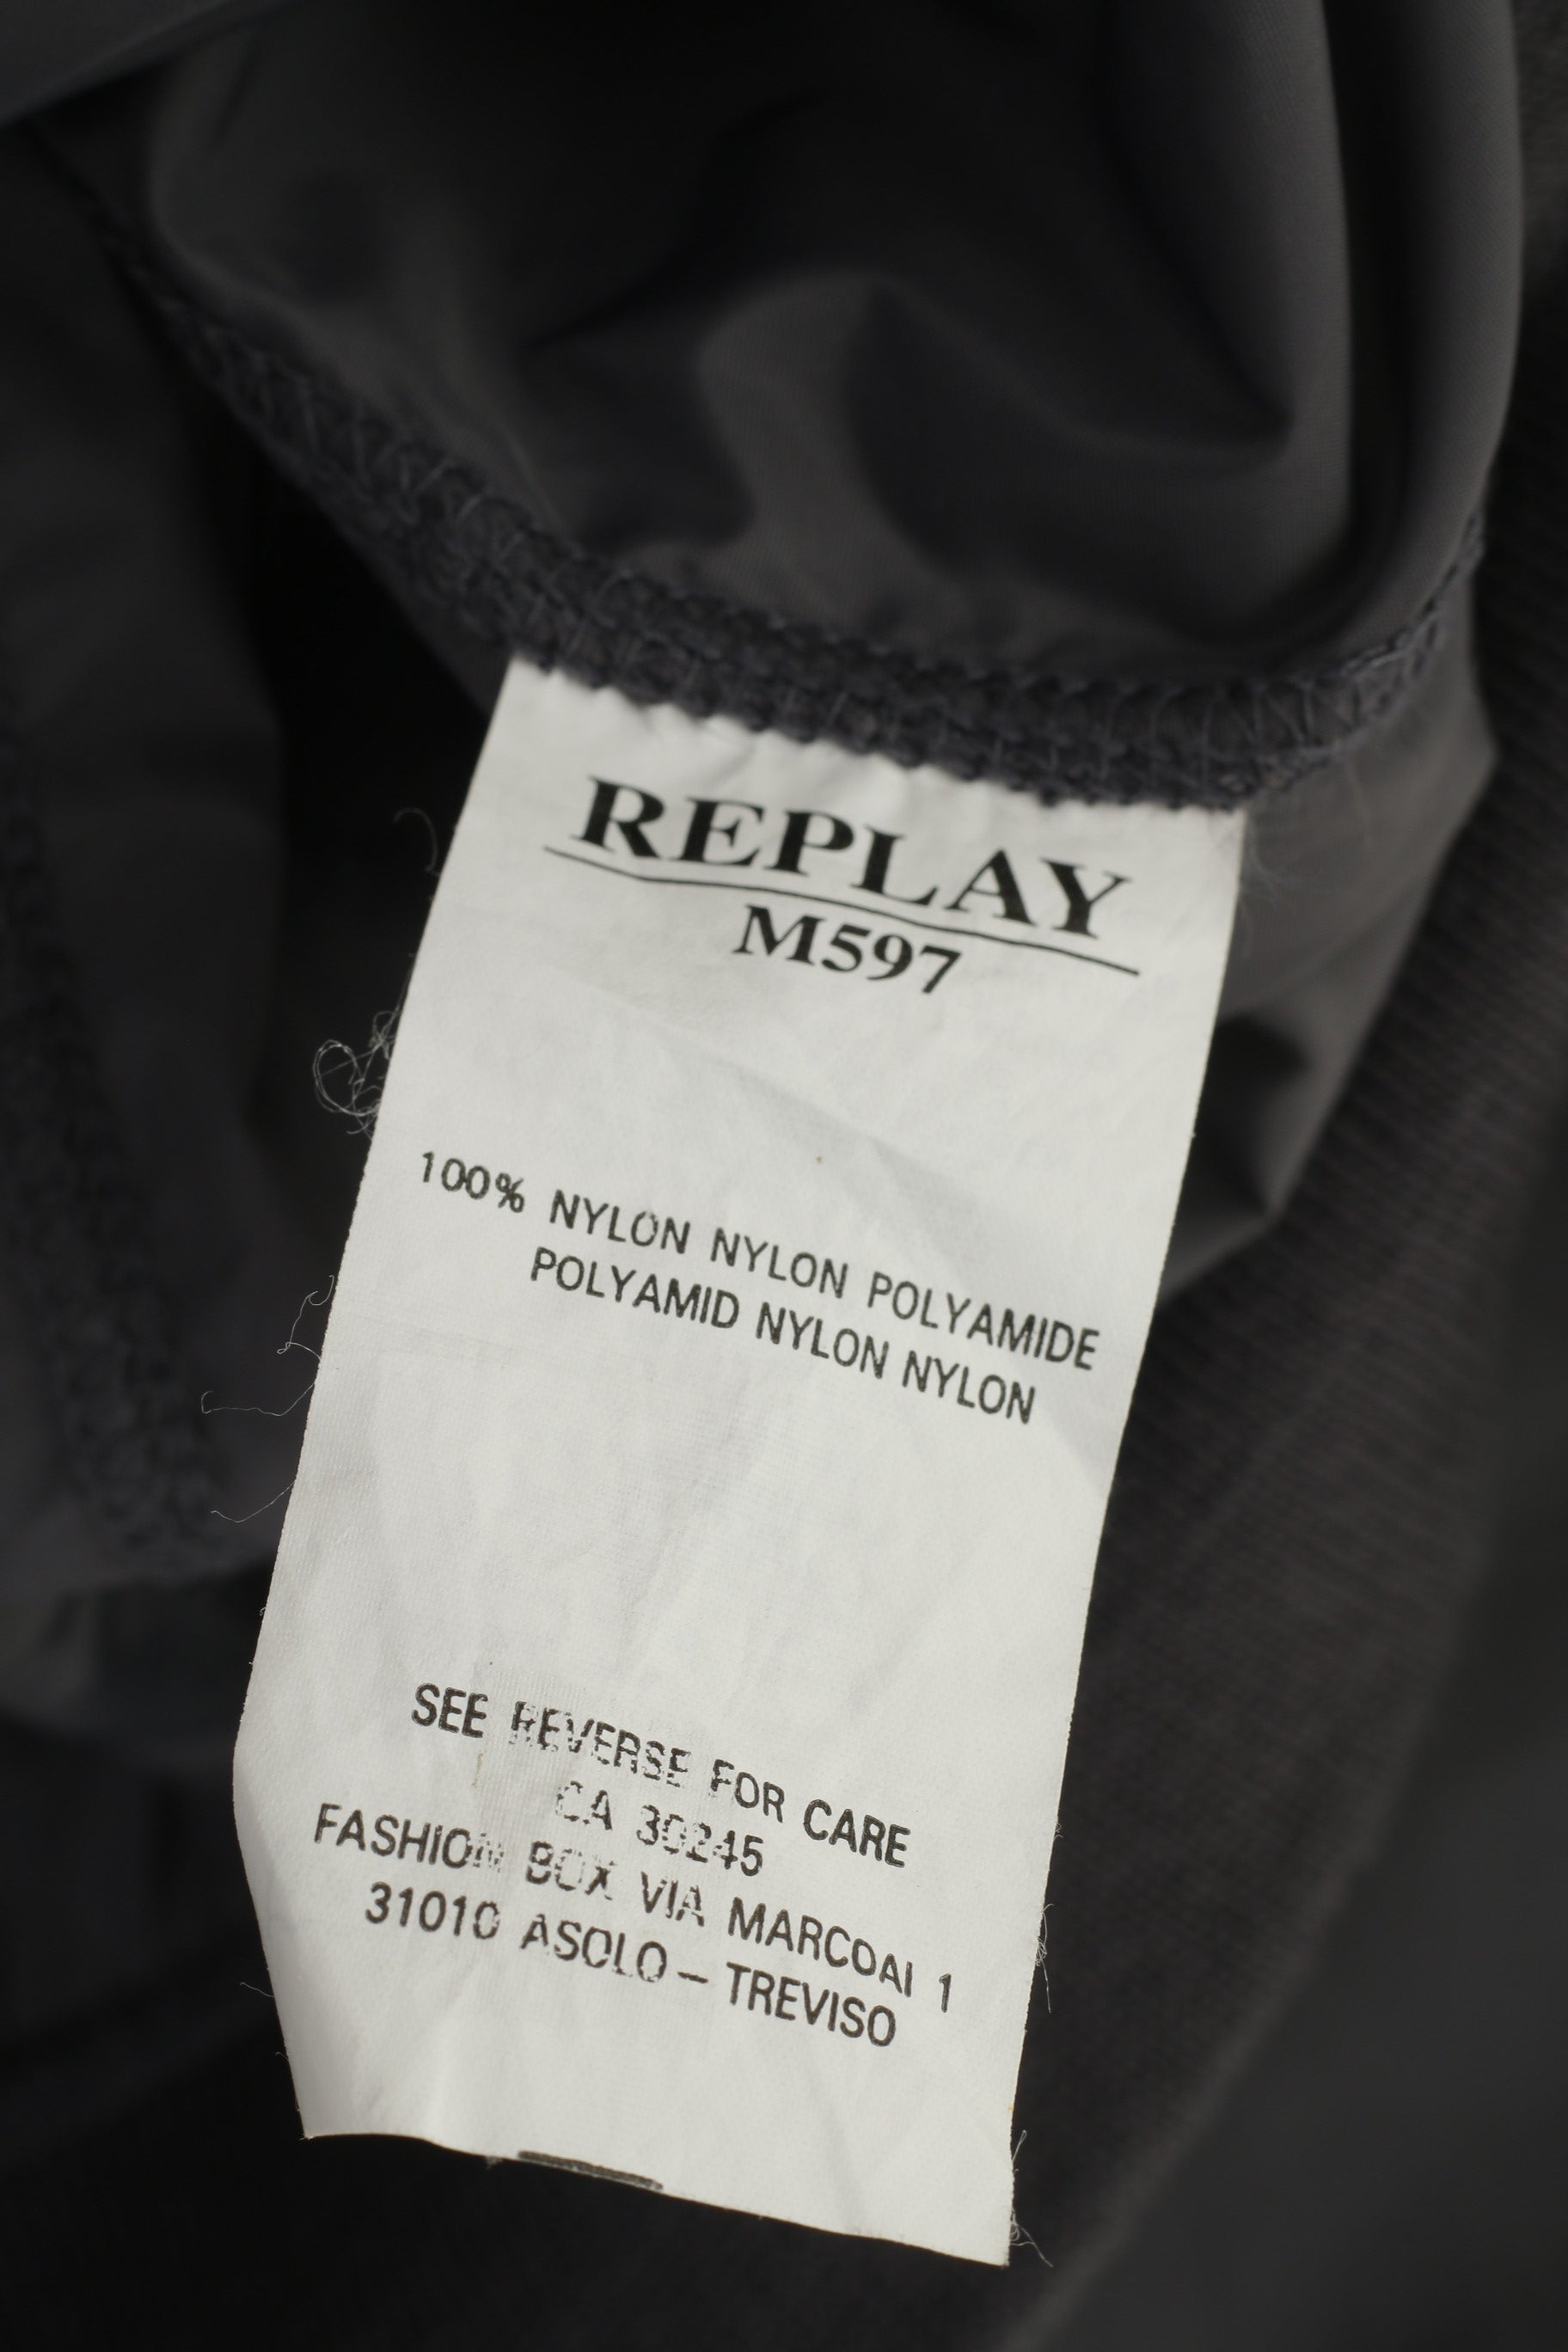 REPLAY
M597
100% NYLON NYLON POLYAMIDE
POLYAMID NYLON NYLON
SEE REVERSE FOR CARE
CA 30245
FASHION BOX VIA MARCOAI 1
31010 ASOLO - TREVISO